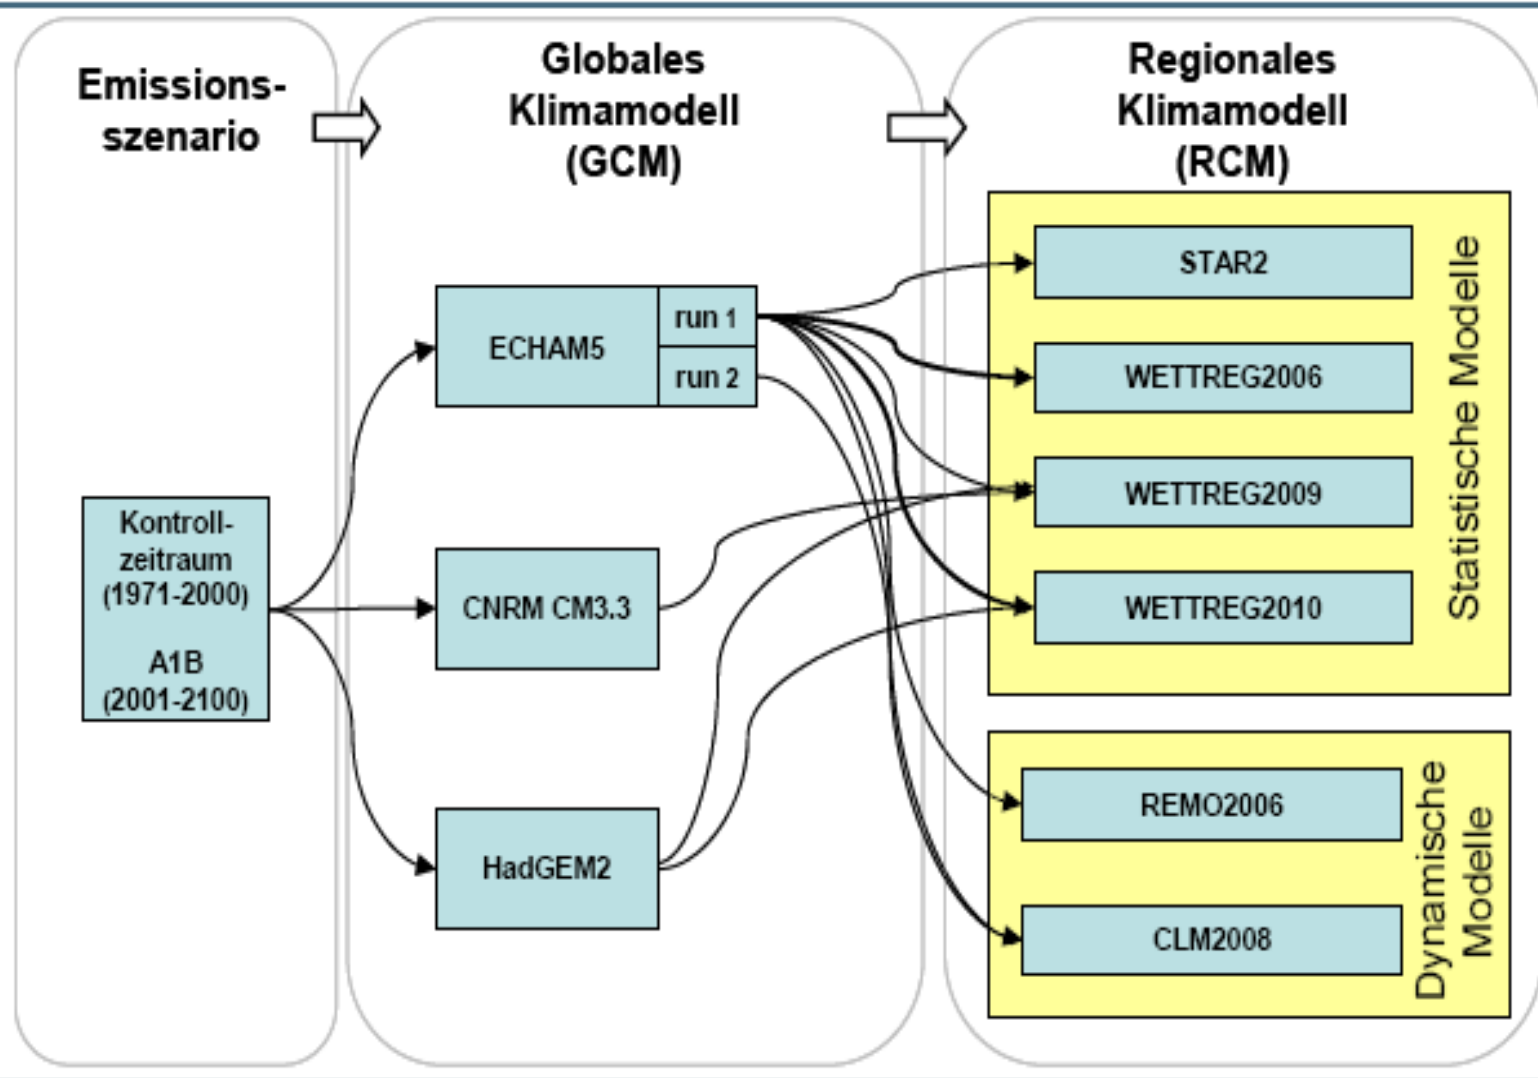 Emissions-
szenario
Globales
Klimamodell
(GCM)
Regionales
Klimamodell
(RCM)
Kontroll-
zeitraum
(1971-2000)
A1B
(2001-2100)
ECHAM5
run 1
run 2
CNRM CM3.3
HadGEM2
STAR2
WETTREG2006
WETTREG2009
WETTREG2010
Statistische Modelle
REMO2006
CLM2008
Dynamische
Modelle